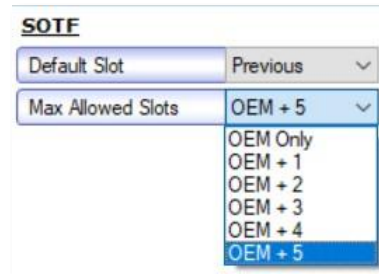 SOTF
Default Slot Previous
Max Allowed Slots OEM + 5
OEM Only
OEM + 1
OEM + 2
OEM + 3
OEM + 4
OEM + 5